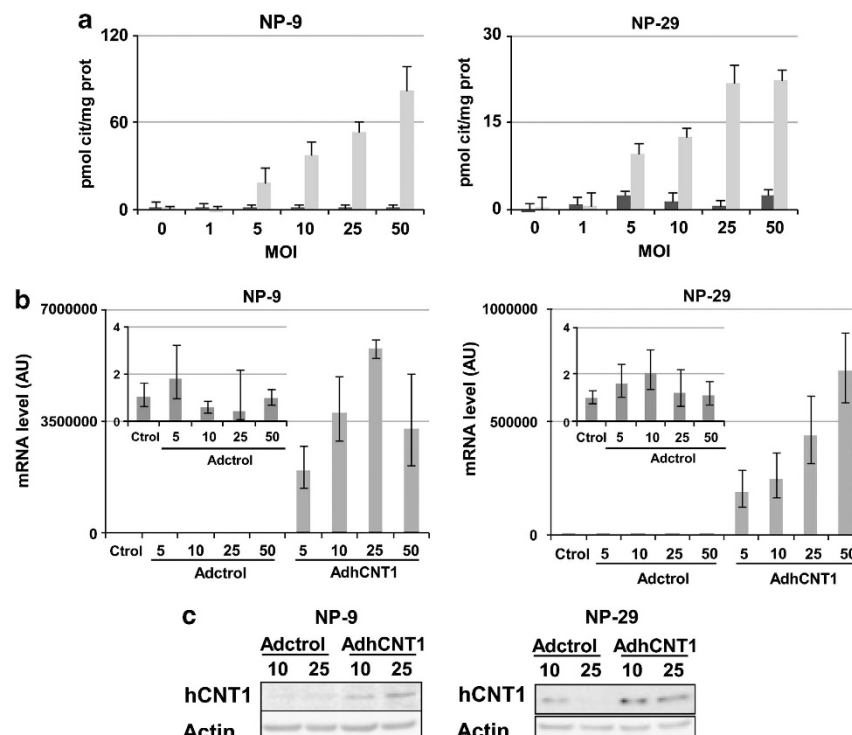 a
NP-9
pmol cit/mg prot
120
60
0
0 1 5 10 25 50
MOI
NP-29
pmol cit/mg prot
30
15
0
0 1 5 10 25 50
MOI
b
NP-9
mRNA level (AU)
7000000
3500000
0
4
2
0
Ctrol 5 10 25 50
Adctrol
Ctrol 5 10 25 50 5 10 25 50
Adctrol AdhCNT1
NP-29
mRNA level (AU)
1000000
500000
0
4
2
0
Ctrol 5 10 25 50
Adctrol
Ctrol 5 10 25 50 5 10 25 50
Adctrol AdhCNT1
c
NP-9
Adctrol AdhCNT1
10 25 10 25
hCNT1
Actin
NP-29
Adctrol AdhCNT1
10 25 10 25
hCNT1
Actin